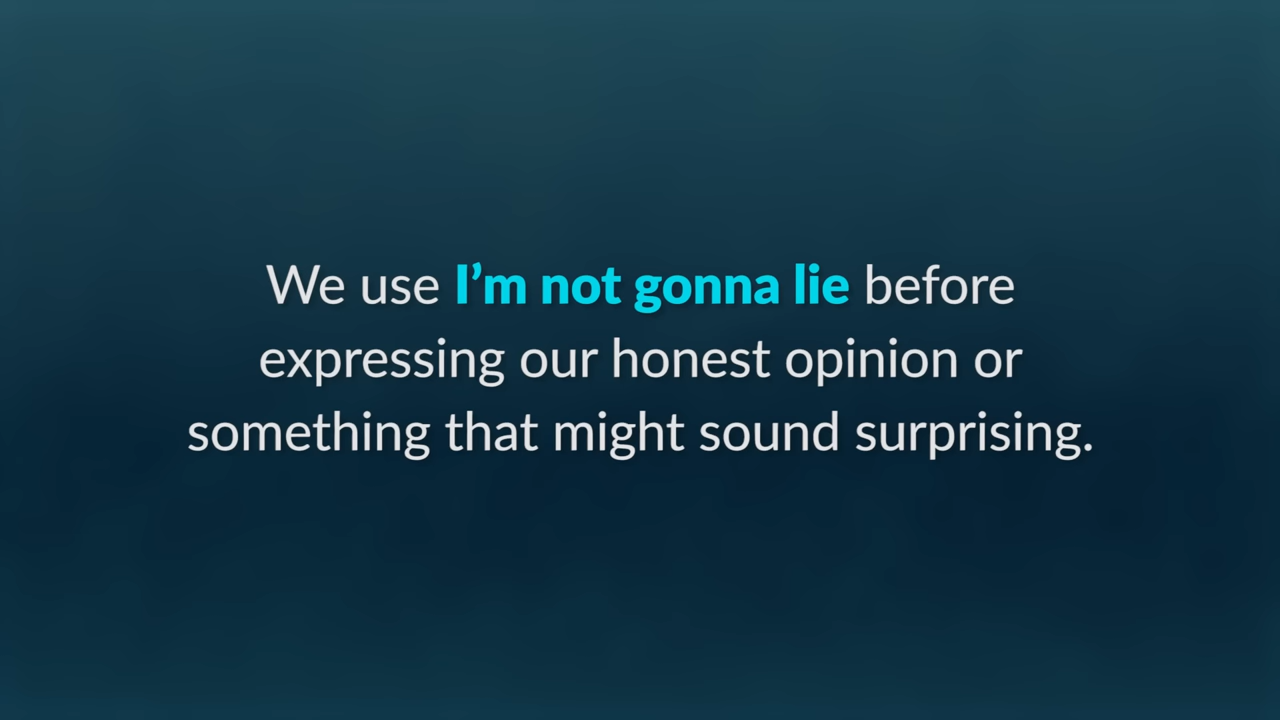 We use I’m not gonna lie before
expressing our honest opinion or
something that might sound surprising.